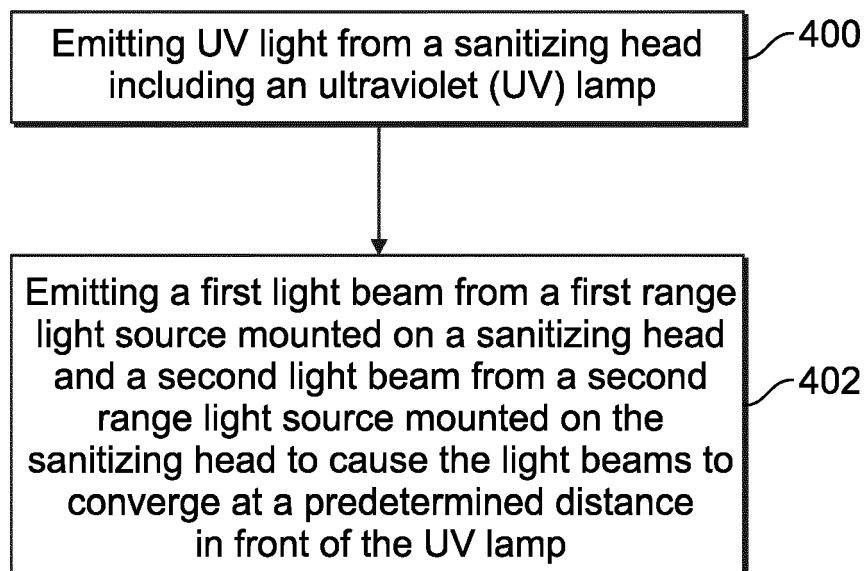 Emitting UV light from a sanitizing head
including an ultraviolet (UV) lamp
400
Emitting a first light beam from a first range
light source mounted on a sanitizing head
and a second light beam from a second
range light source mounted on the
sanitizing head to cause the light beams to
converge at a predetermined distance
in front of the UV lamp
402